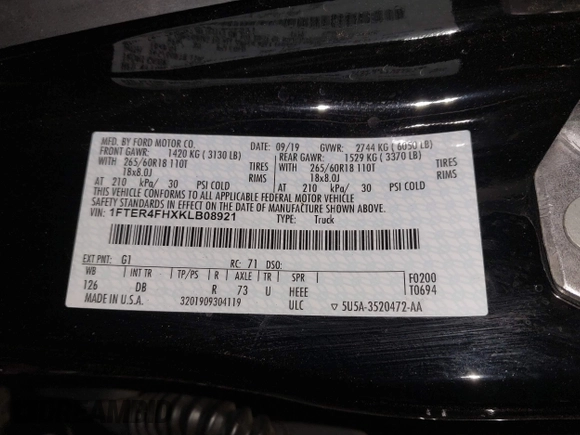 MFD. BY FORD MOTOR CO. DATE: 09/19 GVWR: 2744 KG ( 6050 LB)
FRONT GAWR: 1420 KG ( 3130 LB) REAR GAWR: 1529 KG ( 3370 LB)
WITH 265/60R18 110T TIRES WITH 265/60R18 110T TIRES
18x8.0J RIMS 18x8.0J RIMS
AT 210 kPa/ 30 PSI COLD AT 210 kPa/ 30 PSI COLD
THIS VEHICLE CONFORMS TO ALL APPLICABLE FEDERAL MOTOR VEHICLE
SAFETY STANDARDS IN EFFECT ON THE DATE OF MANUFACTURE SHOWN ABOVE.
VIN: 1FTER4FHXKLB08921 TYPE: Truck
EXT PNT: G1 RC: 71 DSO:
WB INT TR TP/PS R AXLE TR SPR F0200
126 DB R 73 U HEEE T0694
MADE IN U.S.A. 3201909304119 ULC ▽ 5U5A-3520472-AA